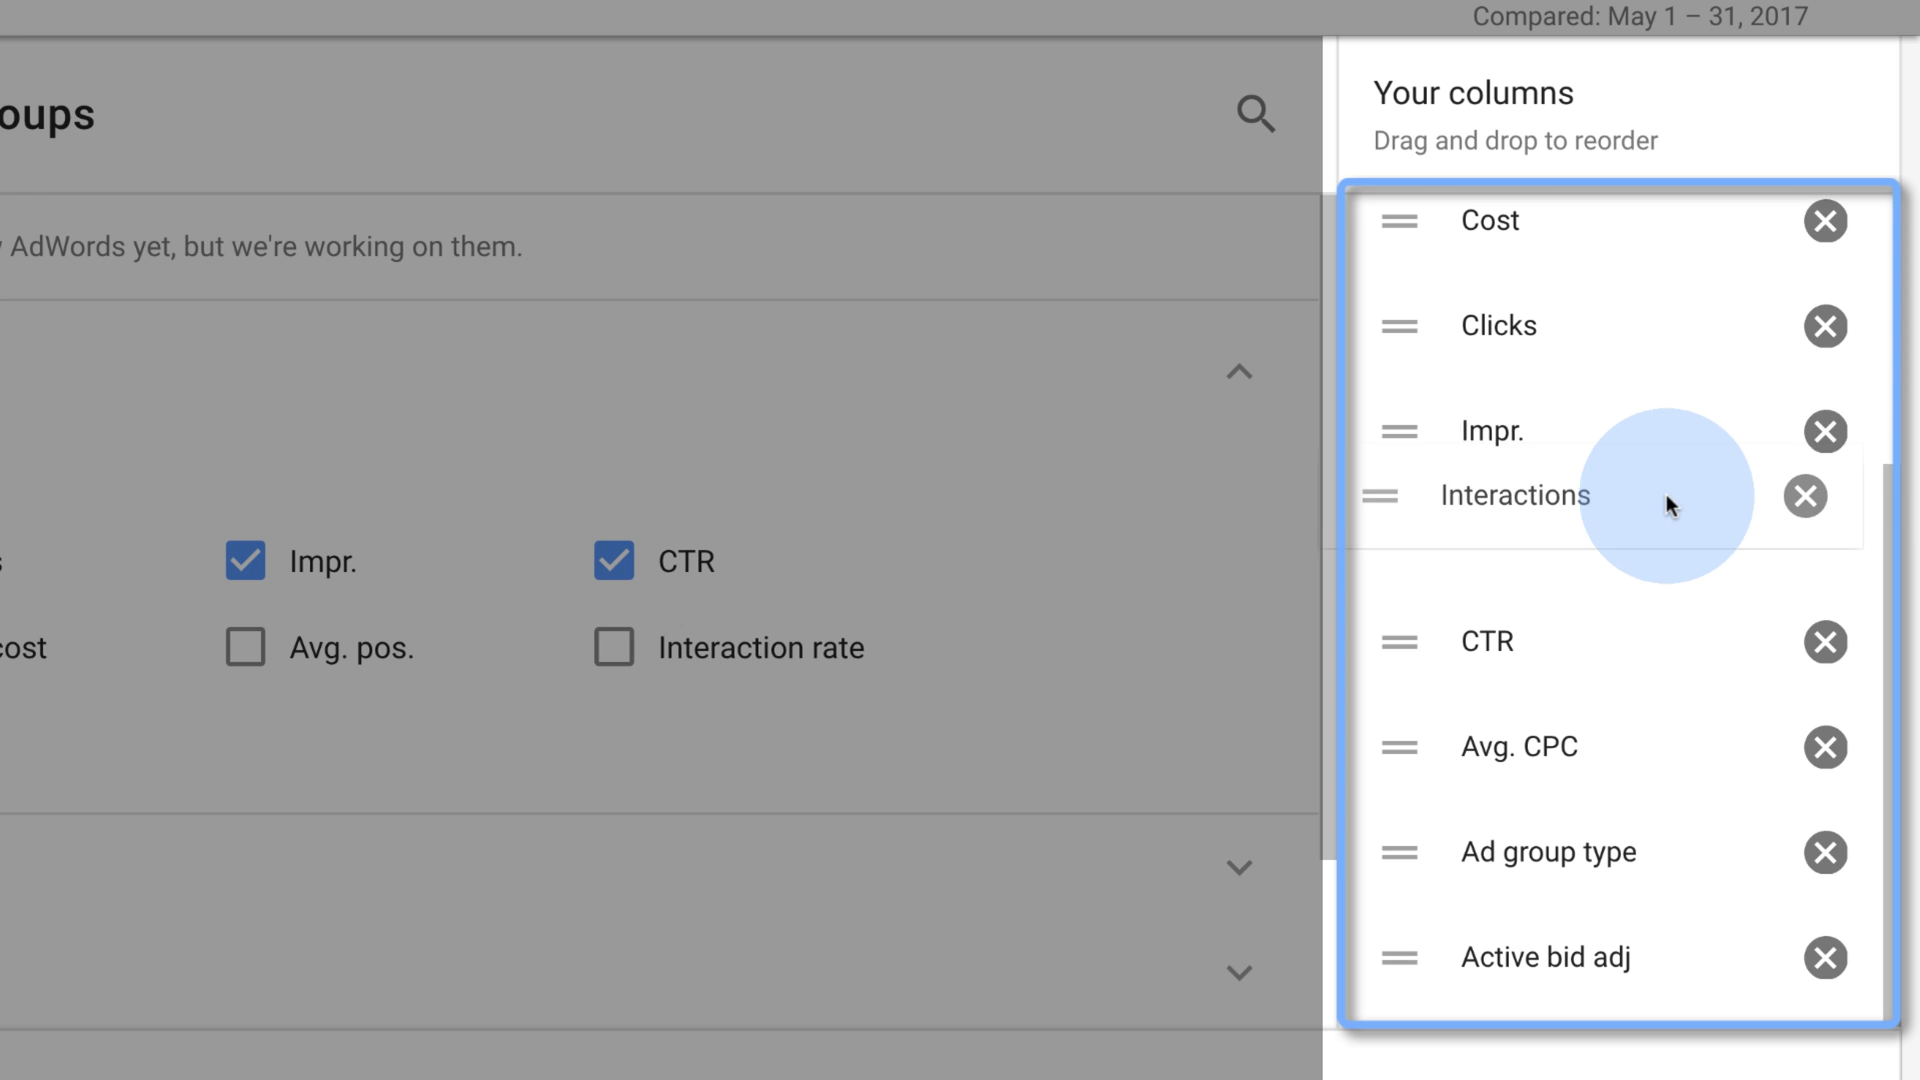 Compared: May 1 – 31, 2017
oups
Your columns
Drag and drop to reorder
AdWords yet, but we're working on them.
Cost
Clicks
Impr.
Interactions
CTR
Avg. CPC
Ad group type
Active bid adj
Impr.
CTR
cost
Avg. pos.
Interaction rate